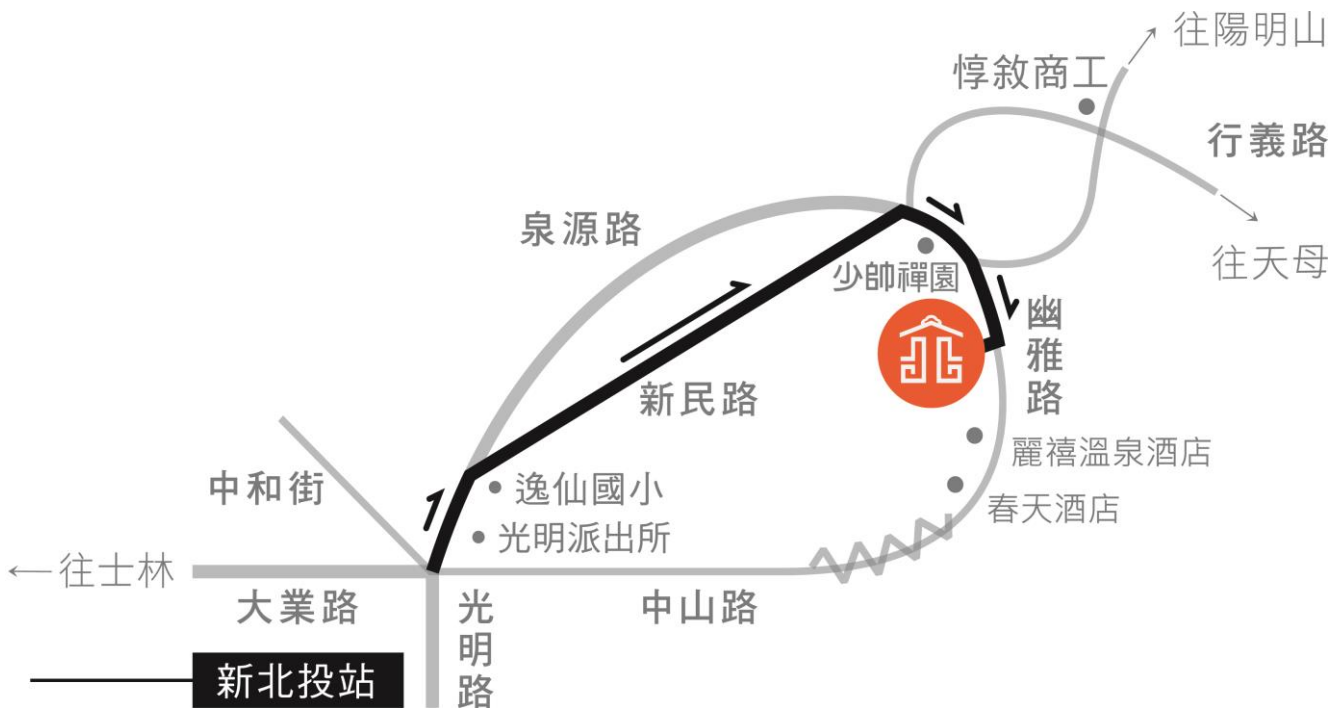 往陽明山
惇敘商工
行義路
泉源路
往天母
少帥禪園
幽雅路
新民路
麗禧溫泉酒店
中和街
逸仙國小
春天酒店
光明派出所
往士林
大業路
光明路
中山路
新北投站